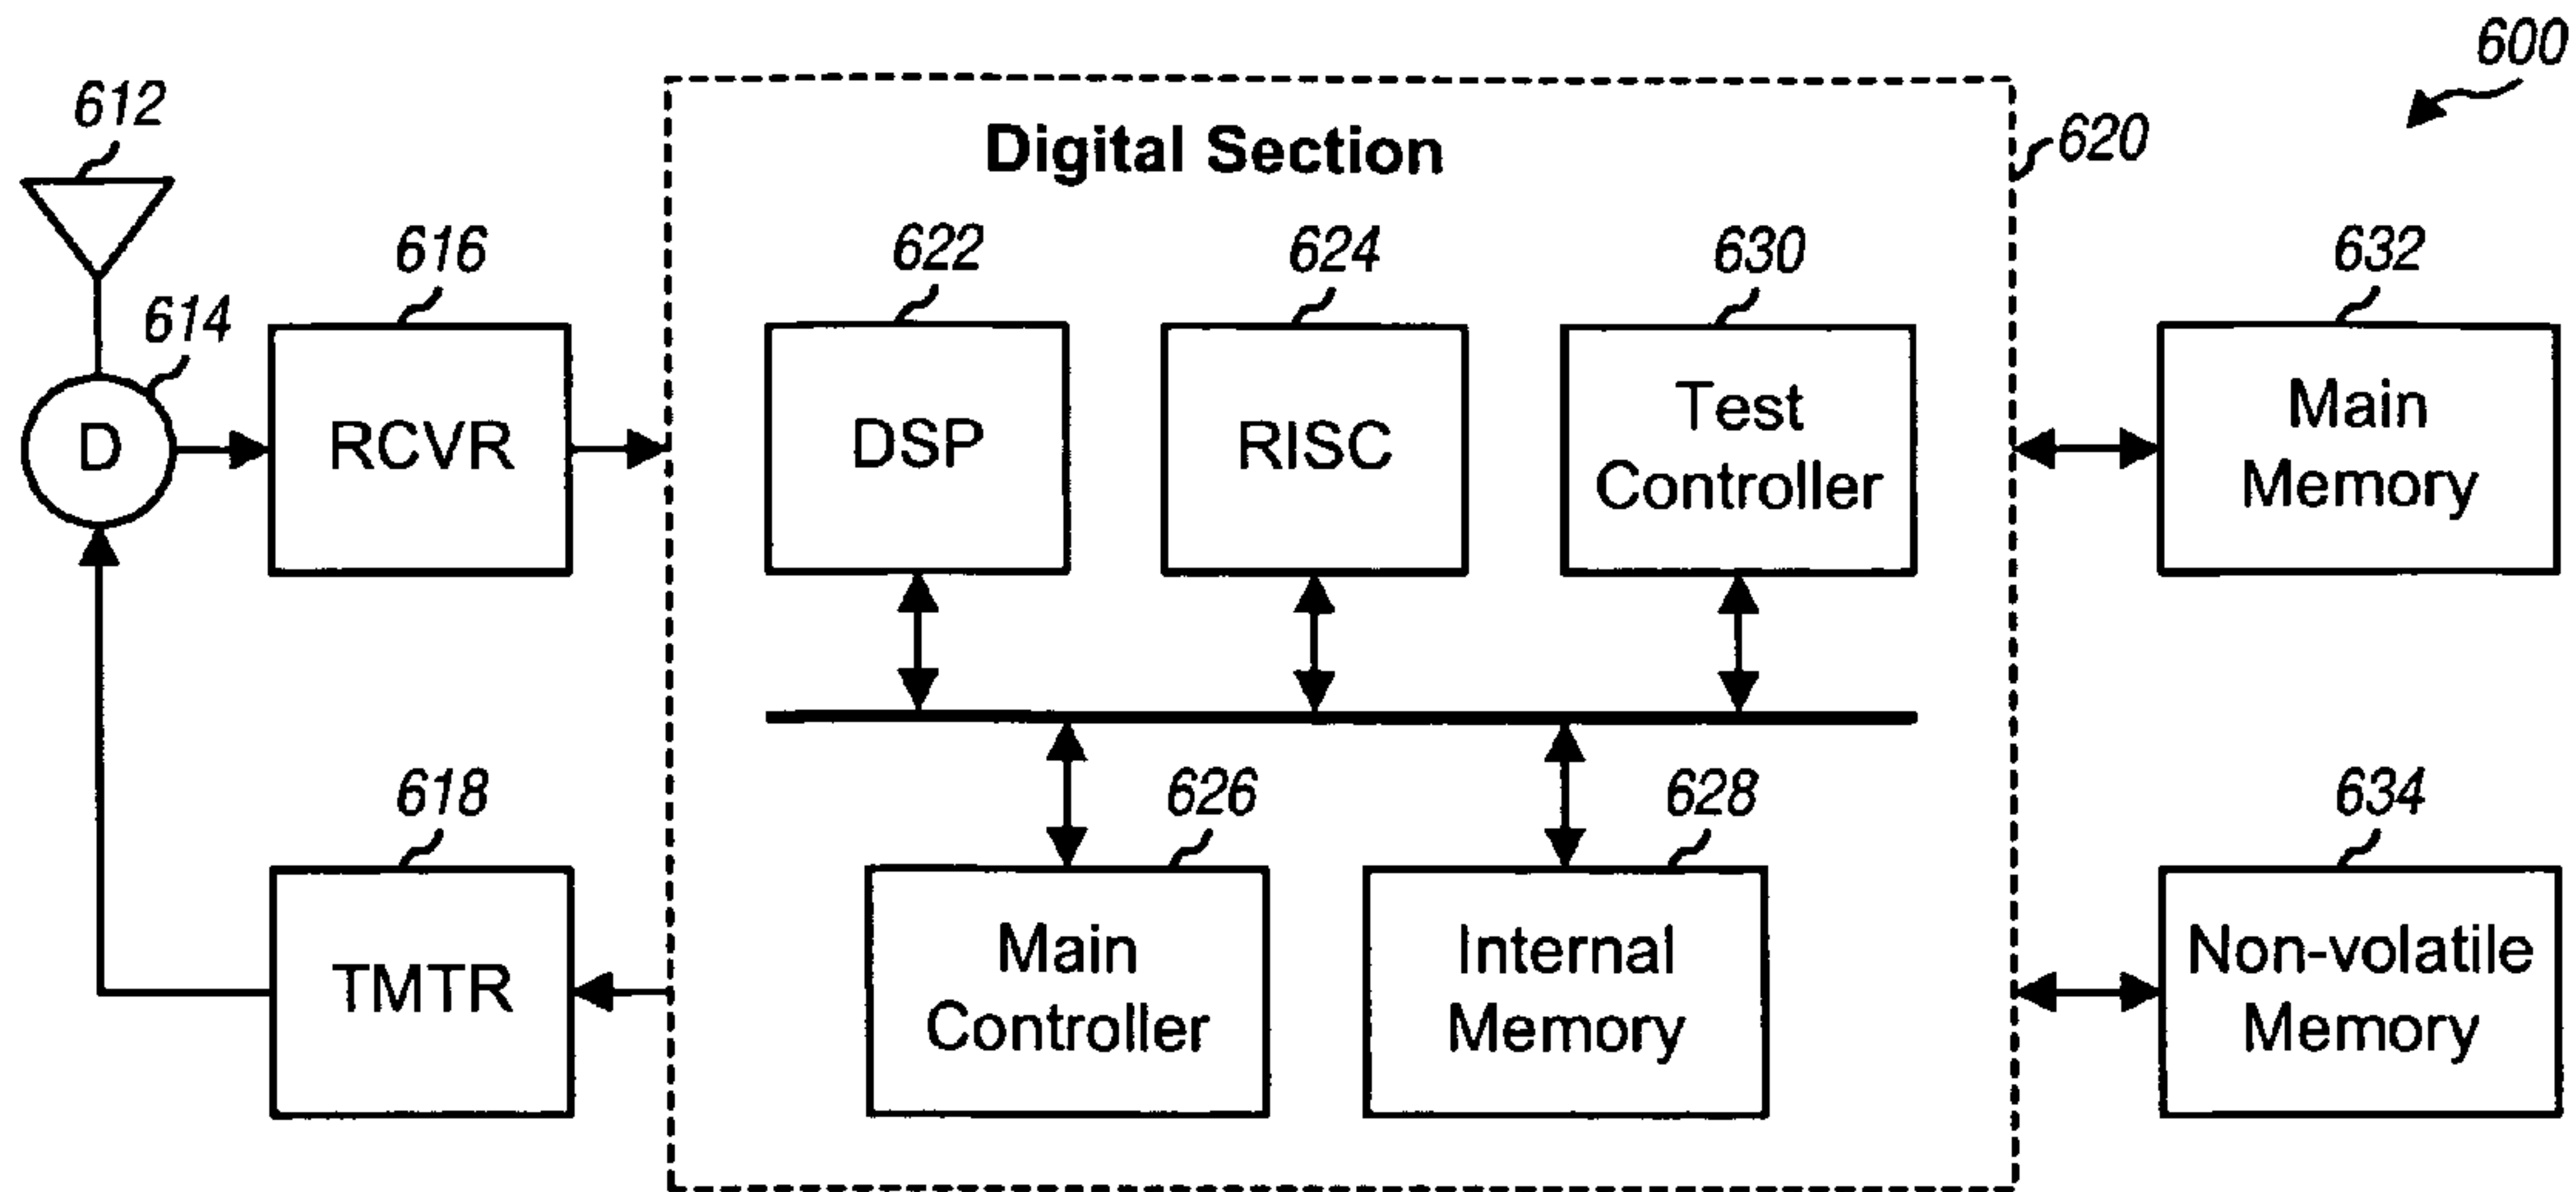 600
612
Digital Section
620
616
622
624
630
632
614
D
RCVR
DSP
RISC
Test
Controller
Main
Memory
618
626
628
634
TMTR
Main
Controller
Internal
Memory
Non-volatile
Memory